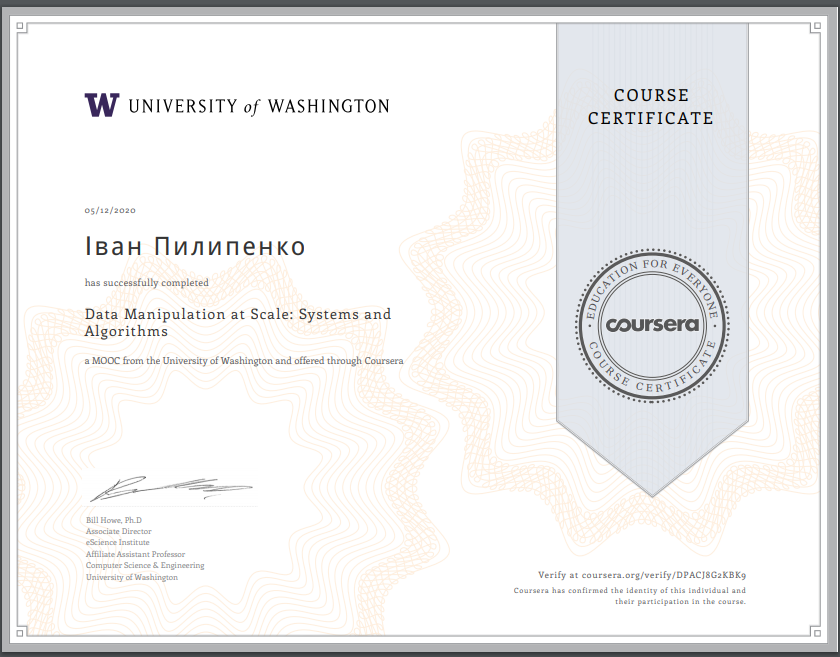 UNIVERSITY of WASHINGTON
COURSE
CERTIFICATE
05/12/2020
Іван Пилипенко
has successfully completed
Data Manipulation at Scale: Systems and
Algorithms
a MOOC from the University of Washington and offered through Coursera
EDUCATION FOR EVERYONE
coursera
COURSE CERTIFICATE
Bill Howe, Ph.D
Associate Director
eScience Institute
Affiliate Assistant Professor
Computer Science & Engineering
University of Washington
Verify at coursera.org/verify/DPACJ8G2KBK9
Coursera has confirmed the identity of this individual and
their participation in the course.